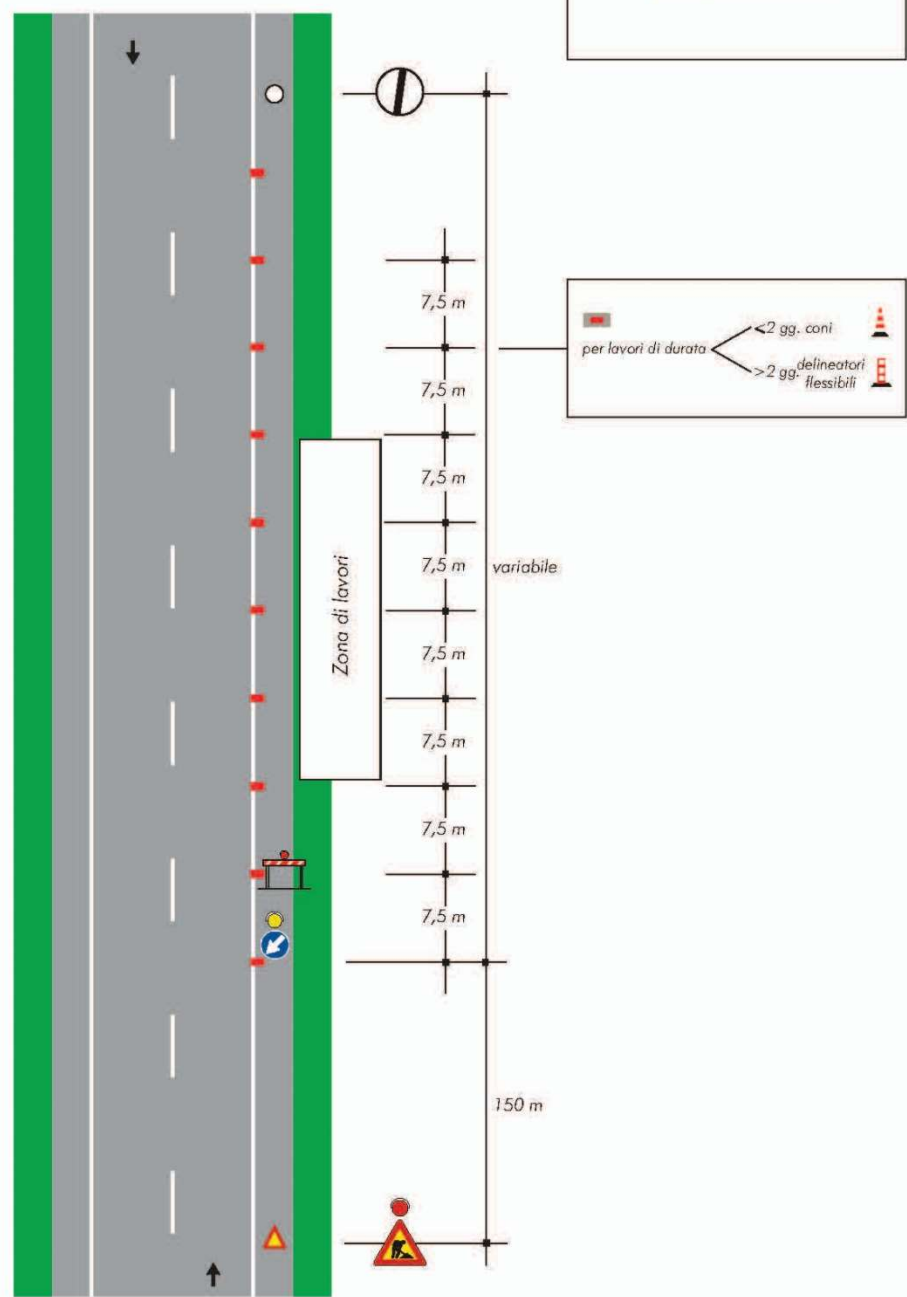 7,5 m
7,5 m
<2 gg. coni
per lavori di durata
>2 gg. delineatori
flessibili
7,5 m
7,5 m
variabile
Zona di lavori
7,5 m
7,5 m
7,5 m
7,5 m
150 m